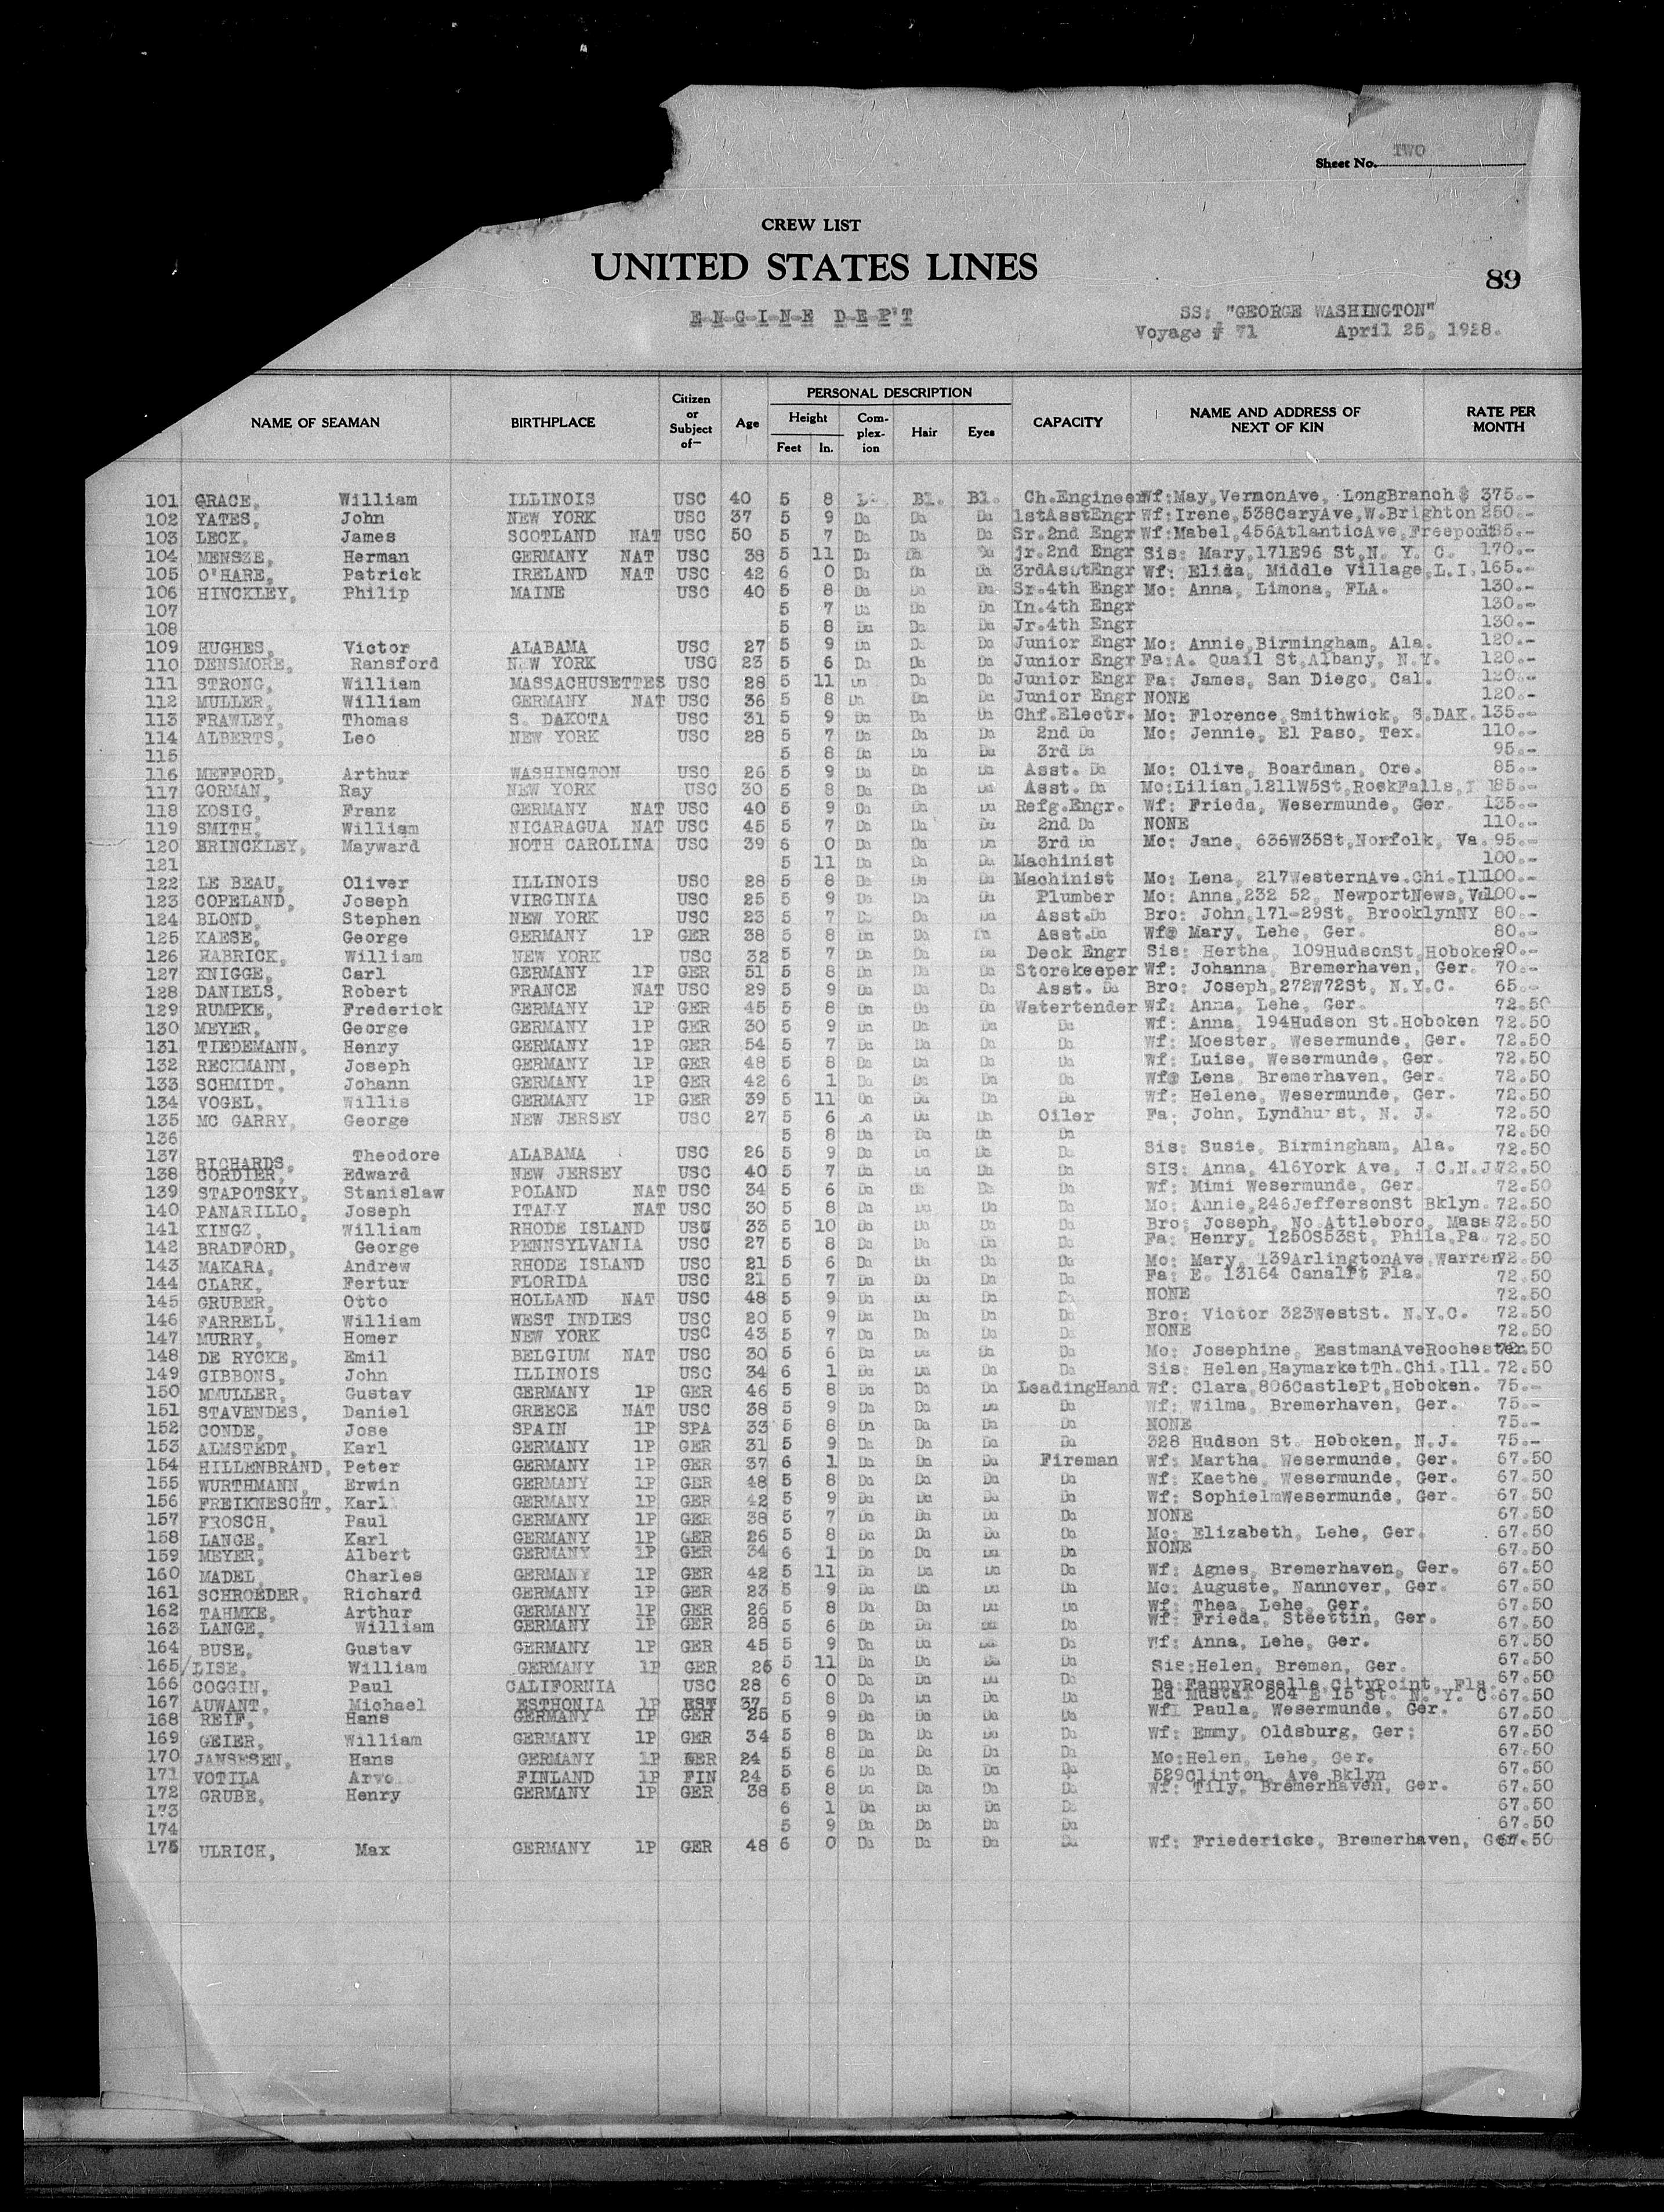 Sheet No. TWO
CREW LIST
UNITED STATES LINES
89
E-N-G-I-N-E D-E-P'T
SS: "GEORGE WASHINGTON"
Voyage # 71 April 25, 1928.
NAME OF SEAMAN BIRTHPLACE Citizen or Subject of— Age PERSONAL DESCRIPTION Height Feet In. Com-plex-ion Hair Eyes CAPACITY NAME AND ADDRESS OF NEXT OF KIN RATE PER MONTH
101 GRACE, William ILLINOIS USC 40 5 8 Bl. Bl. Ch.Engineer Wf:May,VernonAve, LongBranch $ 375.-
102 YATES, John NEW YORK USC 37 5 9 Do Do Do 1stAsstEngr Wf:Irene,538CaryAve,W.Brighton 250.-
103 LECK, James SCOTLAND NAT USC 50 5 7 Do Do Do Sr.2nd Engr Wf:Mabel,456AtlanticAve,Freeport
104 MENSZE, Herman GERMANY NAT USC 38 5 11 Do Do Do jr.2nd Engr Sis: Mary,171E96 St,N. Y. C. 170.-
105 O'HARE, Patrick IRELAND NAT USC 42 6 0 Do Do Do 3rdAsstEngr Wf: Eliza, Middle Village,L.I, 165.-
106 HINCKLEY, Philip MAINE USC 40 5 8 Do Do Do Sr.4th Engr Mo: Anna, Limona, FLA. 130.-
107 5 7 Do Do Do In.4th Engr 130.-
108 5 8 Do Do Do Jr.4th Engr 130.-
109 HUGHES, Victor ALABAMA USC 27 5 9 Do Do Do Junior Engr Mo: Annie,Birmingham, Ala. 120.-
110 DENSMORE, Ransford NEW YORK USC 23 5 6 Do Do Do Junior Engr Fa:A. Quail St,Albany, N.Y. 120.-
111 STRONG, William MASSACHUSETTES USC 28 5 11 Do Do Do Junior Engr Fa: James, San Diego, Cal. 120.-
112 MULLER, William GERMANY NAT USC 36 5 8 Do Do Do Junior Engr NONE 120.-
113 FRAWLEY, Thomas S. DAKOTA USC 31 5 9 Do Do Do Chf.Electr. Mo: Florence,Smithwick, S.DAK. 135.-
114 ALBERTS, Leo NEW YORK USC 28 5 7 Do Do Do 2nd Do Mo: Jennie, El Paso, Tex. 110.-
115 5 8 Do Do Do 3rd Do 95.-
116 MEFFORD, Arthur WASHINGTON USC 26 5 9 Do Do Do Asst. Do Mo: Olive, Boardman, Ore. 85.-
117 GORMAN, Ray NEW YORK USC 30 5 8 Do Do Do Asst. Do Mo:Lilian,1211W5St,RockFalls, 85.-
118 KOSIG, Franz GERMANY NAT USC 40 5 9 Do Do Do Refg.Engr. Wf: Frieda, Wesermunde, Ger. 135.-
119 SMITH, William NICARAGUA NAT USC 45 5 7 Do Do Do 2nd Do NONE 110.-
120 BRINCKLEY, Mayward NOTH CAROLINA USC 39 6 0 Do Do Do 3rd Do Mo: Jane, 636W35St,Norfolk, Va. 95.-
121 5 11 Do Do Do Machinist 100.-
122 LE BEAU, Oliver ILLINOIS USC 28 5 8 Do Do Do Machinist Mo: Lena, 217WesternAve.Chi.Ill 100.-
123 COPELAND, Joseph VIRGINIA USC 25 5 9 Do Do Do Plumber Mo: Anna,232 52, NewportNews,Va 100.-
124 BLOND, Stephen NEW YORK USC 23 5 7 Do Do Do Asst.Do Bro: John,171-29St, BrooklynNY 80.-
125 KAESE, George GERMANY 1P GER 38 5 8 Do Do Do Asst.Do Wf@ Mary, Lehe, Ger. 80.-
126 HABRICK, William NEW YORK USC 32 5 7 Do Do Do Deck Engr Sis: Hertha, 109HudsonSt,Hoboken 90.-
127 KNIGGE, Carl GERMANY 1P GER 51 5 8 Do Do Do Storekeeper Wf: Johanna, Bremerhaven, Ger. 70.-
128 DANIELS, Robert FRANCE NAT USC 29 5 9 Do Do Do Asst. Do Bro: Joseph,272W72St, N.Y.C. 65.-
129 RUMPKE, Frederick GERMANY 1P GER 45 5 8 Do Do Do Watertender Wf: Anna, Lehe, Ger. 72.50
130 MEYER, George GERMANY 1P GER 30 5 9 Do Do Do Do Wf: Anna, 194Hudson St.Hoboken 72.50
131 TIEDEMANN, Henry GERMANY 1P GER 54 5 7 Do Do Do Do Wf: Moester, Wesermunde, Ger. 72.50
132 RECKMANN, Joseph GERMANY 1P GER 48 5 8 Do Do Do Do Wf: Luise, Wesermunde, Ger. 72.50
133 SCHMIDT, Johann GERMANY 1P GER 42 6 1 Do Do Do Do Wf@ Lena, Bremerhaven, Ger. 72.50
134 VOGEL, Willis GERMANY 1P GER 39 5 11 Do Do Do Do Wf: Helene, Wesermunde, Ger. 72.50
135 MC GARRY, George NEW JERSEY USC 27 5 6 Do Do Do Oiler Fa: John, Lyndhurst, N. J. 72.50
136 5 8 Do Do Do Do 72.50
137 RICHARDS, Theodore ALABAMA USC 26 5 9 Do Do Do Do Sis: Susie, Birmingham, Ala. 72.50
138 CORDIER, Edward NEW JERSEY USC 40 5 7 Do Do Do Do SIS: Anna, 416York Ave, J.C.N.J 72.50
139 STAPOTSKY, Stanislaw POLAND NAT USC 34 5 6 Do Do Do Do Wf: Mimi Wesermunde, Ger. 72.50
140 PANARILLO, Joseph ITALY NAT USC 30 5 8 Do Do Do Do Mo: Annie,246JeffersonSt Bklyn. 72.50
141 KINGZ, William RHODE ISLAND USC 33 5 10 Do Do Do Do Bro: Joseph, No.Attleboro, Mass 72.50
142 BRADFORD, George PENNSYLVANIA USC 27 5 8 Do Do Do Do Fa: Henry, 1250S53St, Phila,Pa. 72.50
143 MAKARA, Andrew RHODE ISLAND USC 21 5 6 Do Do Do Do Mo: Mary, 139ArlingtonAve,Warren 72.50
144 CLARK, Fertur FLORIDA USC 21 5 7 Do Do Do Do Fa: E. 13164 CanalPt Fla. 72.50
145 GRUBER, Otto HOLLAND NAT USC 48 5 9 Do Do Do Do NONE 72.50
146 FARRELL, William WEST INDIES USC 20 5 9 Do Do Do Do Bro: Victor 323WestSt. N.Y.C. 72.50
147 MURRY, Homer NEW YORK USC 43 5 7 Do Do Do Do NONE 72.50
148 DE RYCKE, Emil BELGIUM NAT USC 30 5 6 Do Do Do Do Mo: Josephine, EastmanAveRochester 72.50
149 GIBBONS, John ILLINOIS USC 34 6 1 Do Do Do Do Sis: Helen,HaymarketTh.Chi.Ill. 72.50
150 MMULLER, Gustav GERMANY 1P GER 46 5 8 Do Do Do LeadingHand Wf: Clara,806CastlePt,Hoboken. 75.-
151 STAVENDES, Daniel GREECE NAT USC 38 5 9 Do Do Do Do Wf: Wilma, Bremerhaven, Ger. 75.-
152 CONDE, Jose SPAIN 1P SPA 33 5 8 Do Do Do Do NONE 75.-
153 ALMSTEDT, Karl GERMANY 1P GER 31 5 9 Do Do Do Do 328 Hudson St. Hoboken, N.J. 75.-
154 HILLENBRAND, Peter GERMANY 1P GER 37 6 1 Do Do Do Fireman Wf: Martha, Wesermunde, Ger. 67.50
155 WURTHMANN, Erwin GERMANY 1P GER 48 5 8 Do Do Do Do Wf: Kaethe, Wesermunde, Ger. 67.50
156 FREIKNESCHT, Karl GERMANY 1P GER 42 5 9 Do Do Do Do Wf: SophielmWesermunde, Ger. 67.50
157 FROSCH, Paul GERMANY 1P GER 38 5 7 Do Do Do Do NONE 67.50
158 LANGE, Karl GERMANY 1P GER 26 5 8 Do Do Do Do Mo: Elizabeth, Lehe, Ger. 67.50
159 MEYER, Albert GERMANY 1P GER 34 6 1 Do Do Do Do NONE 67.50
160 MADEL, Charles GERMANY 1P GER 42 5 11 Do Do Do Do Wf: Agnes, Bremerhaven, Ger. 67.50
161 SCHROEDER, Richard GERMANY 1P GER 23 5 9 Do Do Do Do Mo: Auguste, Nannover, Ger. 67.50
162 TAHMKE, Arthur GERMANY 1P GER 26 5 8 Do Do Do Do Wf: Thea, Lehe, Ger. 67.50
163 LANGE, William GERMANY 1P GER 28 5 6 Do Do Do Do Wf: Frieda, Steettin, Ger. 67.50
164 BUSE, Gustav GERMANY 1P GER 45 5 9 Do Do Do Do Wf: Anna, Lehe, Ger. 67.50
165 LISE, William GERMANY 1P GER 26 5 11 Do Do Do Do Sis:Helen, Bremen, Ger. 67.50
166 COGGIN, Paul CALIFORNIA USC 28 6 0 Do Do Do Do Da:FannyRoselle,CityPoint, Fla. 67.50
167 AUWANT, Michael ESTHONIA 1P EST 37 5 8 Do Do Do Do Ed 204 E 15 St. N. Y. C. 67.50
168 REIF, Hans GERMANY 1P GER 25 5 9 Do Do Do Do Wfl Paula, Wesermunde, Ger. 67.50
169 GEIER, William GERMANY 1P GER 34 5 8 Do Do Do Do Wf: Emmy, Oldsburg, Ger; 67.50
170 JANSESEN, Hans GERMANY 1P GER 24 5 8 Do Do Do Do Mo:Helen, Lehe, Ger. 67.50
171 VOTILA Arvo FINLAND 1P FIN 24 5 6 Do Do Do Do 529Clinton, Ave Bklyn 67.50
172 GRUBE, Henry GERMANY 1P GER 38 5 8 Do Do Do Do Wf: Tily, Bremerhaven, Ger. 67.50
173 6 1 Do Do Do Do 67.50
174 5 9 Do Do Do Do 67.50
175 ULRICH, Max GERMANY 1P GER 48 6 0 Do Do Do Do Wf: Friedericke, Bremerhaven, Ger. 67.50